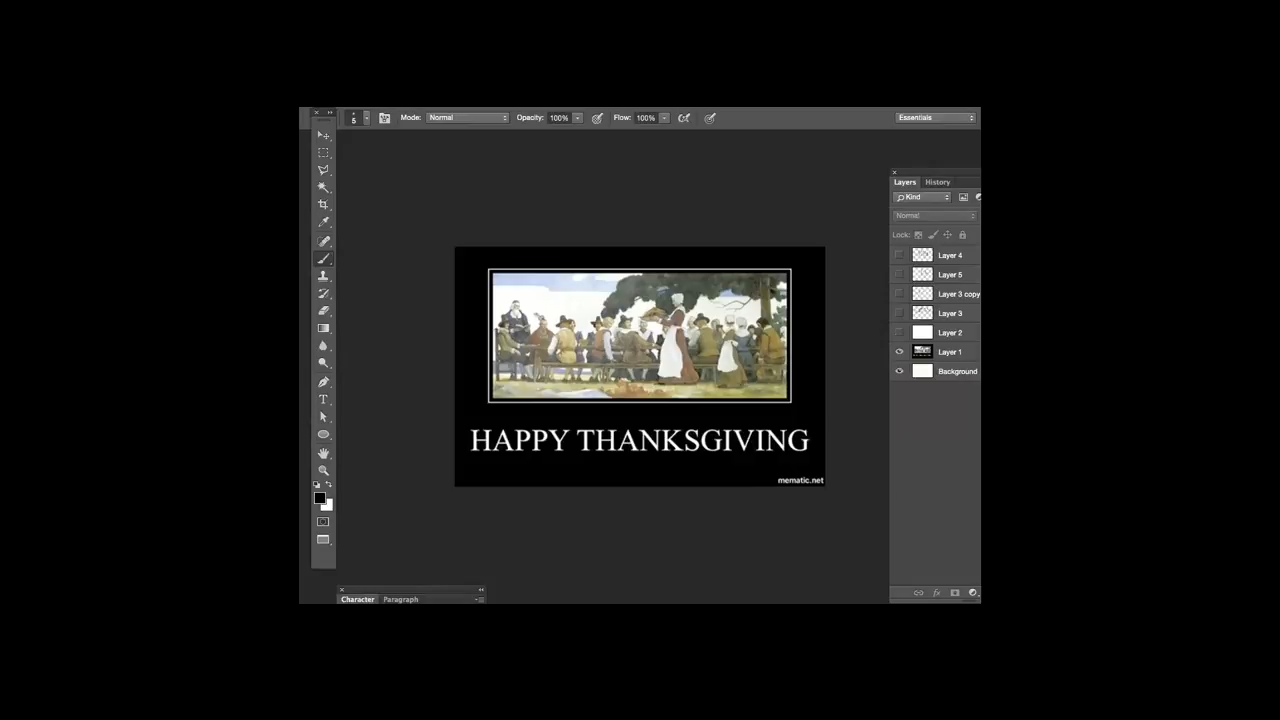 5 Mode: Normal Opacity: 100% Flow: 100% Essentials
Layers History
Kind
Normal
Lock:
Layer 4
Layer 5
Layer 3 copy
Layer 3
Layer 2
Layer 1
Background
HAPPY THANKSGIVING
mematic.net
Character Paragraph